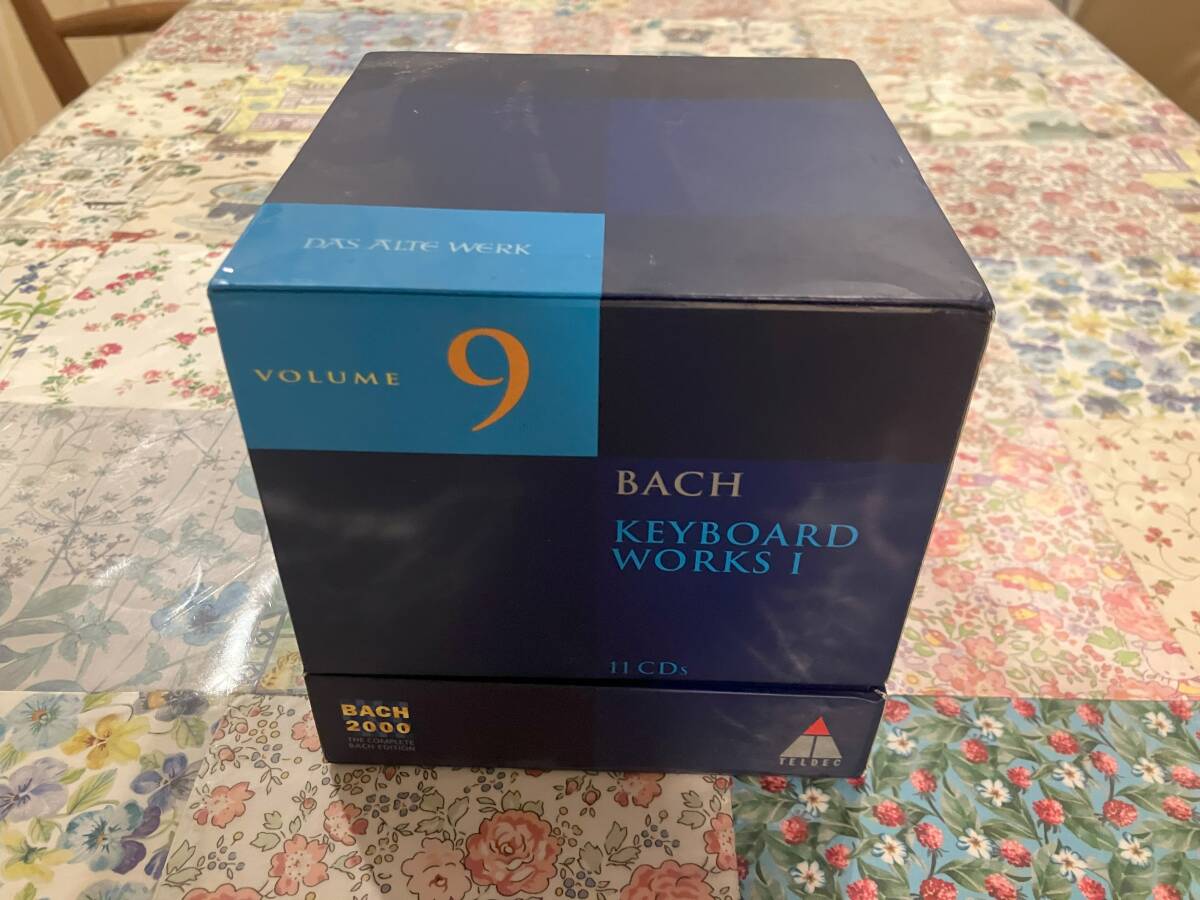 DAS ALTE WERK
VOLUME 9
BACH
KEYBOARD
WORKS I
11 CDs
BACH
2000
THE COMPLETE
BACH EDITION
TELDEC